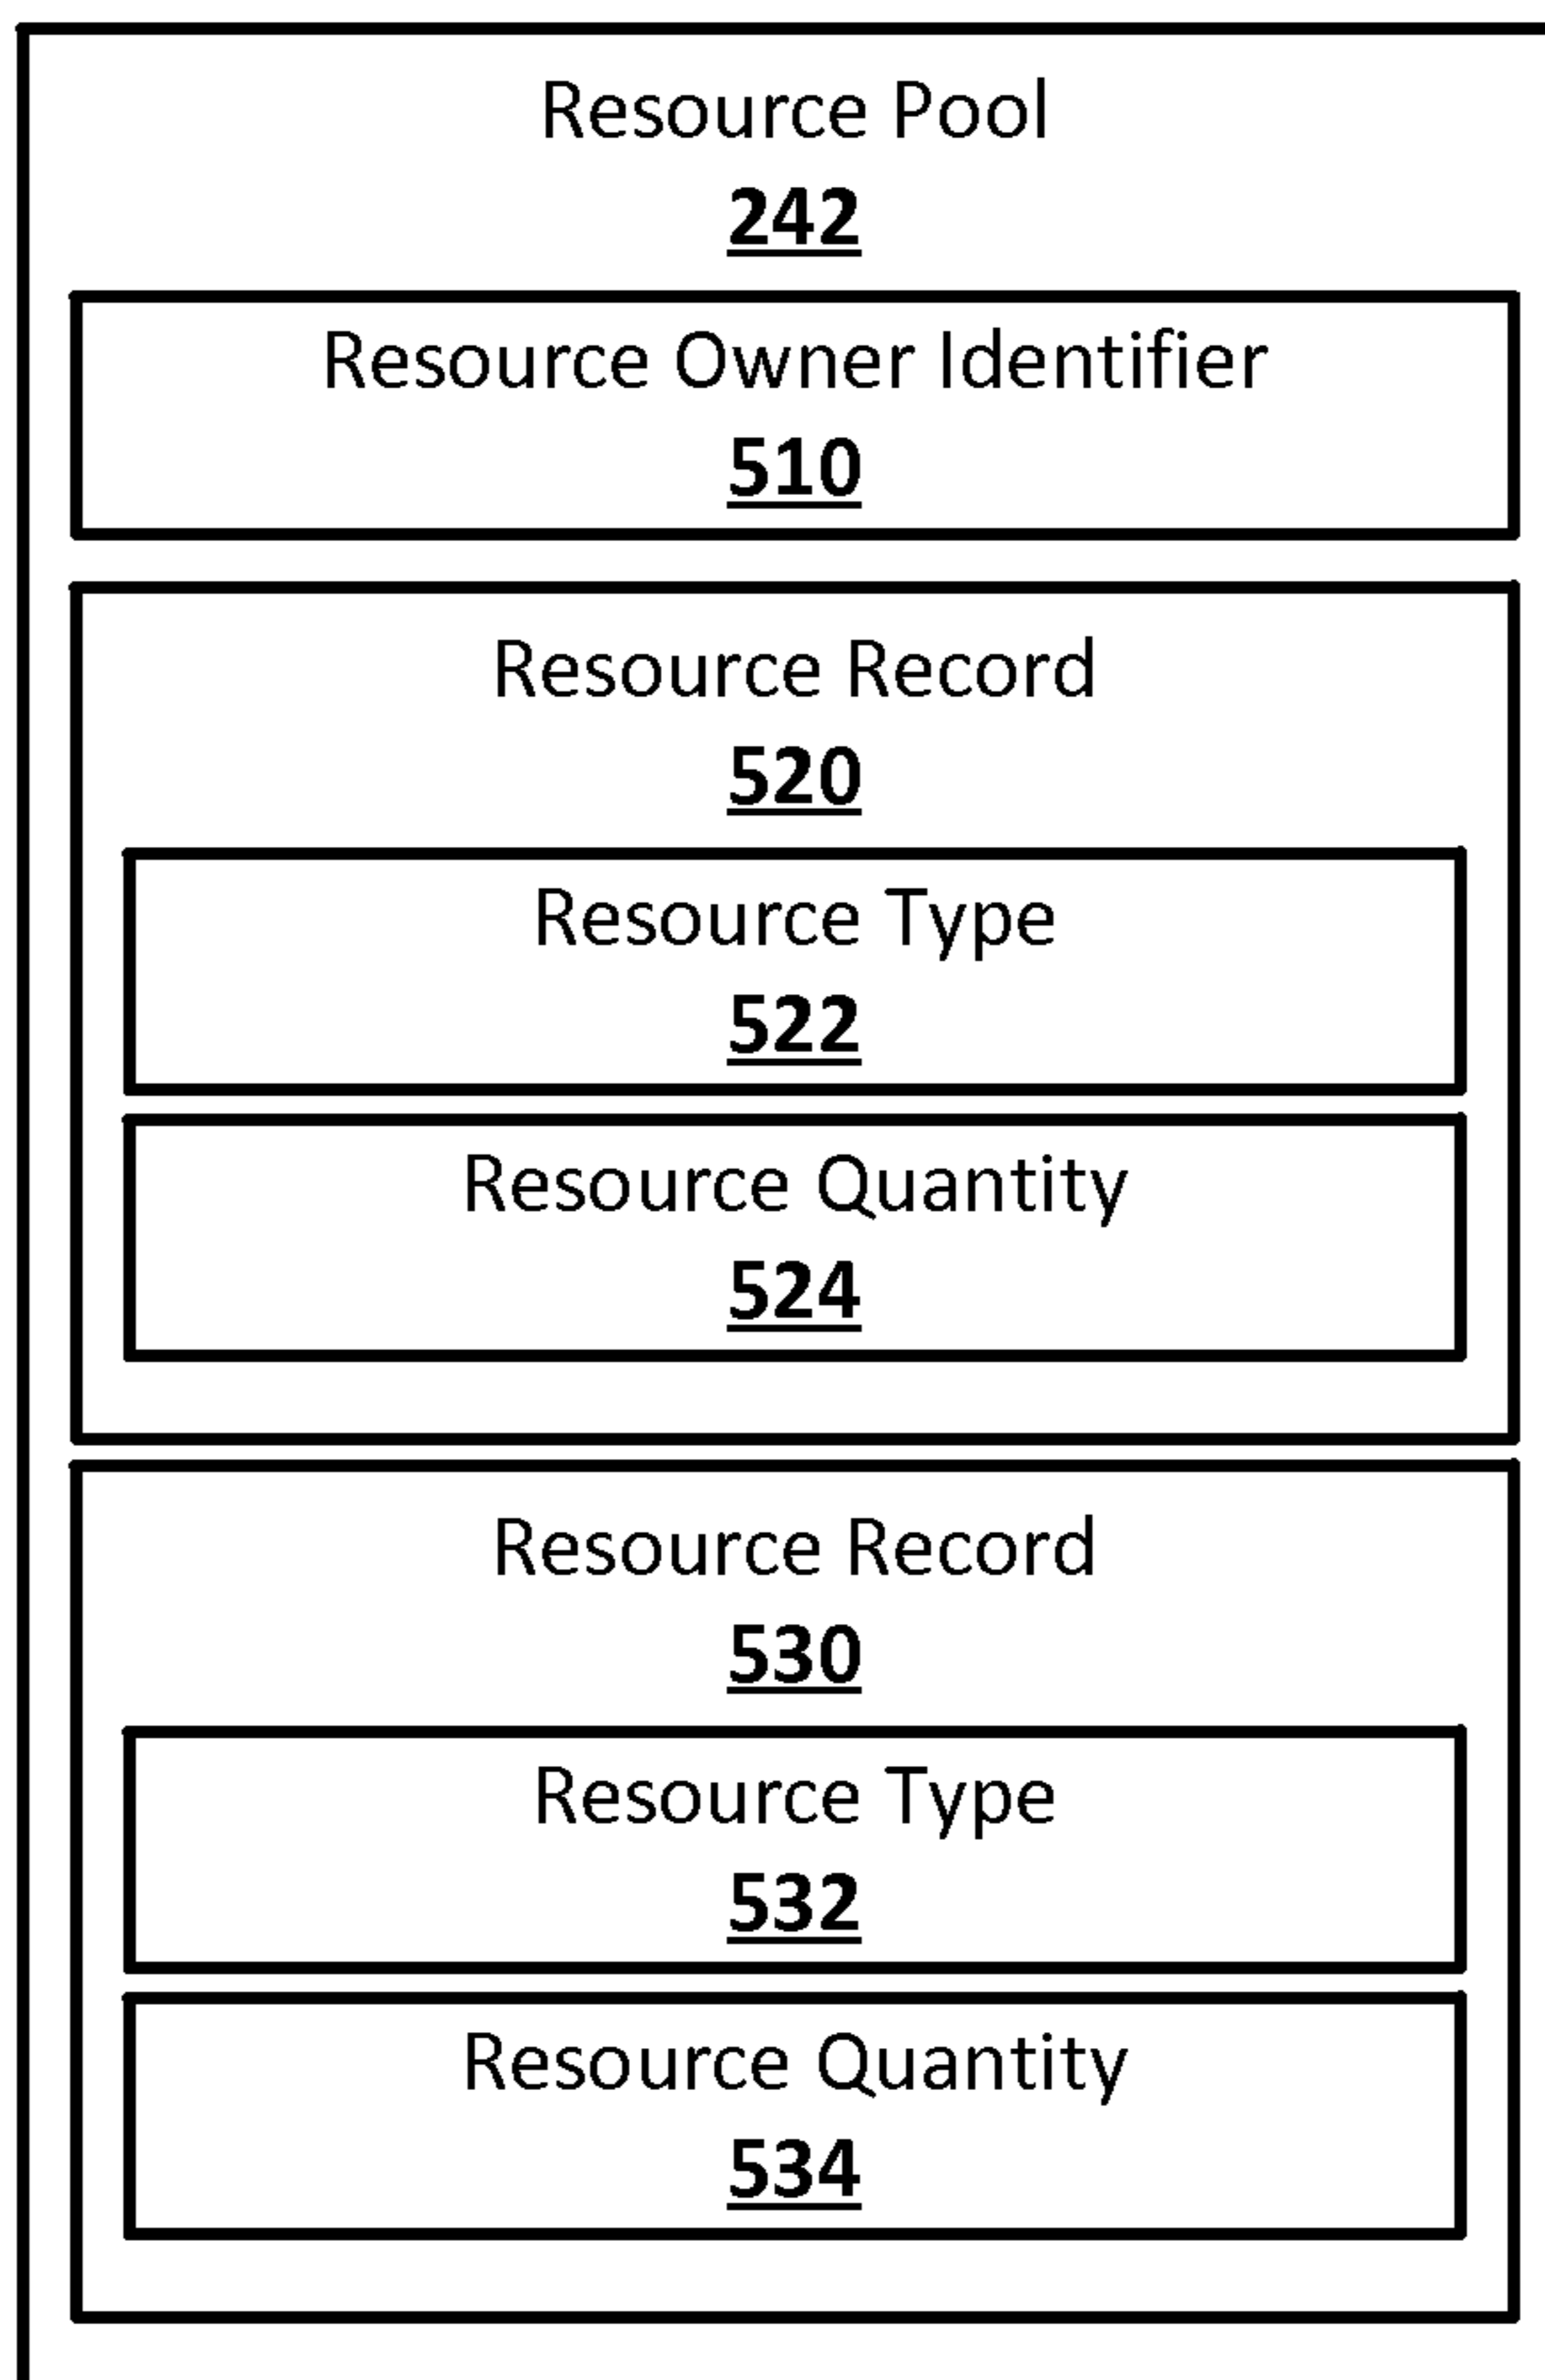 Resource Pool
242
Resource Owner Identifier
510
Resource Record
520
Resource Type
522
Resource Quantity
524
Resource Record
530
Resource Type
532
Resource Quantity
534